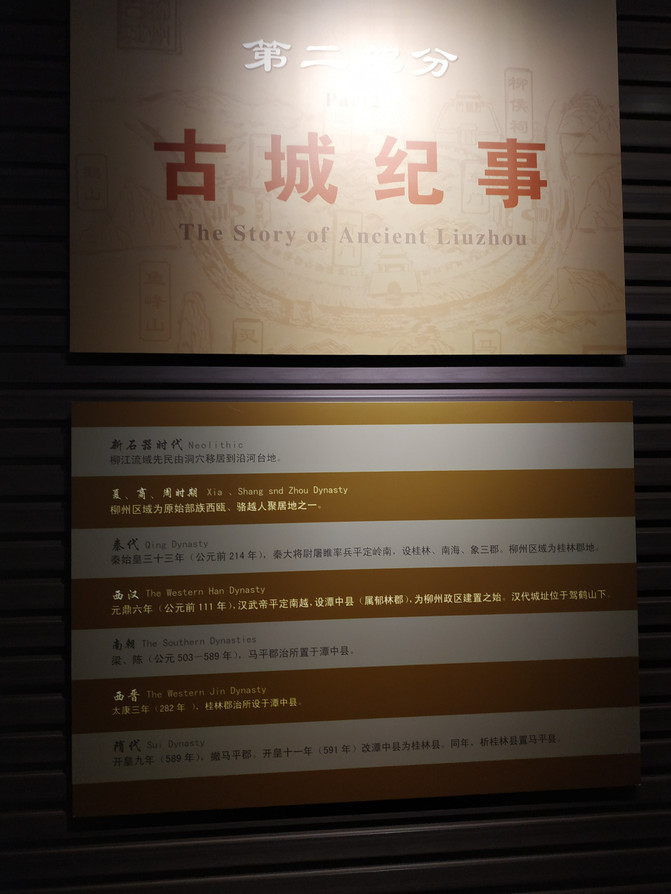 第二部分
Part 2
古城纪事
The Story of Ancient Liuzhou
新石器时代 Neolithic
柳江流域先民由洞穴移居到沿河台地。
夏、商、周时期 Xia 、Shang snd Zhou Dynasty
柳州区域为原始部族西瓯、骆越人聚居地之一。
秦代 Qing Dynasty
秦始皇三十三年（公元前214年），秦大将尉屠睢率兵平定岭南，设桂林、南海、象三郡。柳州区域为桂林郡地。
西汉 The Western Han Dynasty
元鼎六年（公元前111年），汉武帝平定南越，设潭中县（属郁林郡），为柳州政区建置之始。汉代城址位于驾鹤山下。
南朝 The Southern Dynasties
梁、陈（公元503—589年），马平郡治所置于潭中县。
西晋 The Western Jin Dynasty
太康三年（282年 ），桂林郡治所设于潭中县。
隋代 Sui Dynasty
开皇九年（589年），撤马平郡。开皇十一年（591年）改潭中县为桂林县。同年，析桂林县置马平县。